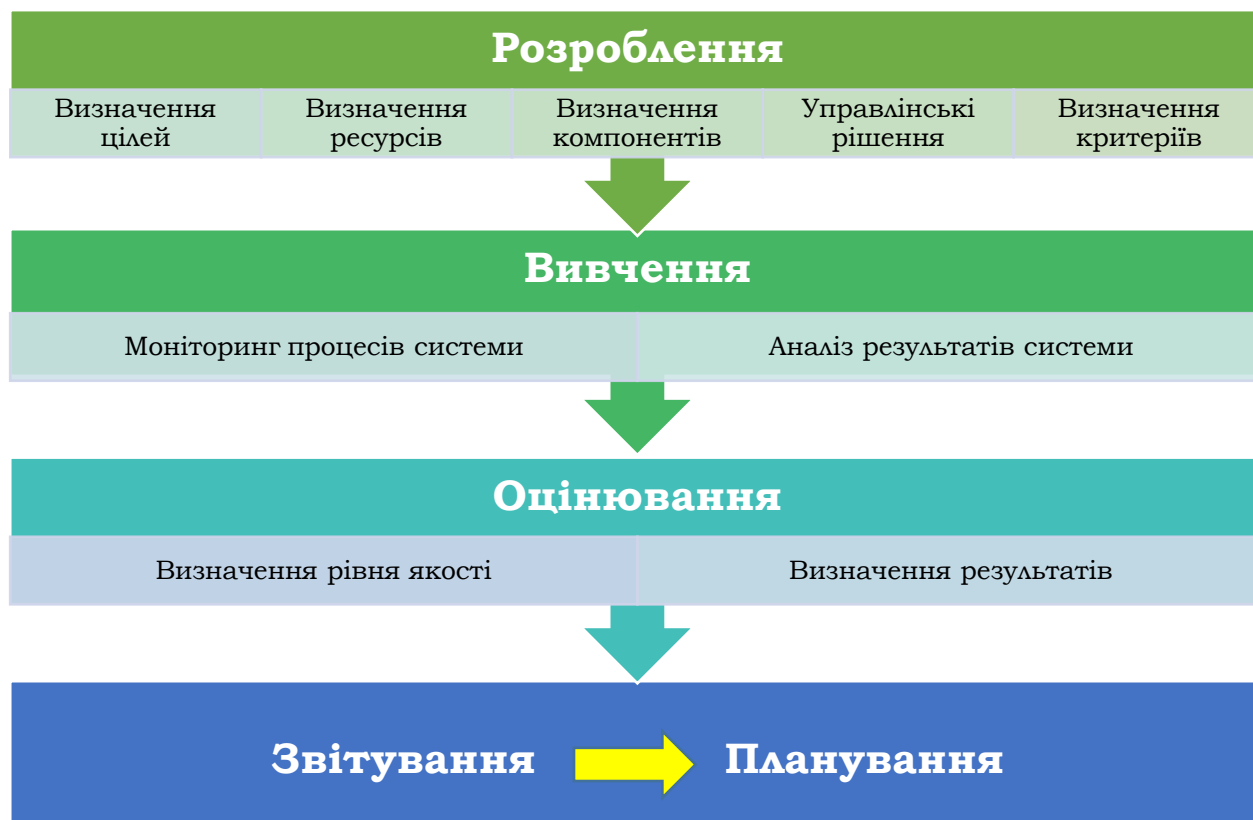 Розроблення
Визначення
цілей
Визначення
ресурсів
Визначення
компонентів
Управлінські
рішення
Визначення
критеріїв
Вивчення
Моніторинг процесів системи
Аналіз результатів системи
Оцінювання
Визначення рівня якості
Визначення результатів
Звітування
Планування